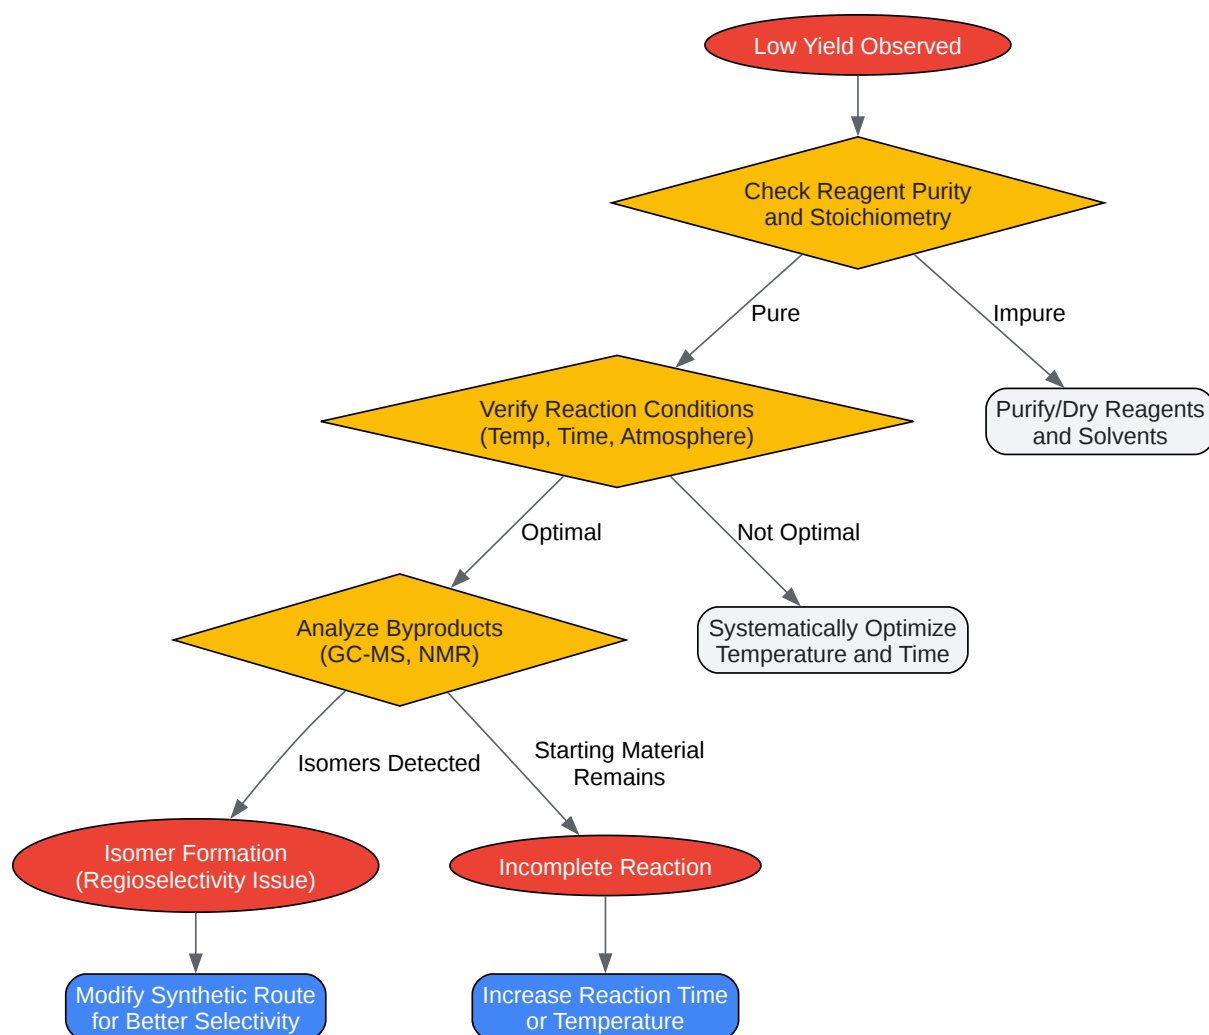 Low Yield Observed
Check Reagent Purity
and Stoichiometry
Pure
Impure
Verify Reaction Conditions
(Temp, Time, Atmosphere)
Purify/Dry Reagents
and Solvents
Optimal
Not Optimal
Analyze Byproducts
(GC-MS, NMR)
Systematically Optimize
Temperature and Time
Isomers Detected
Starting Material
Remains
Isomer Formation
(Regioselectivity Issue)
Incomplete Reaction
Modify Synthetic Route
for Better Selectivity
Increase Reaction Time
or Temperature